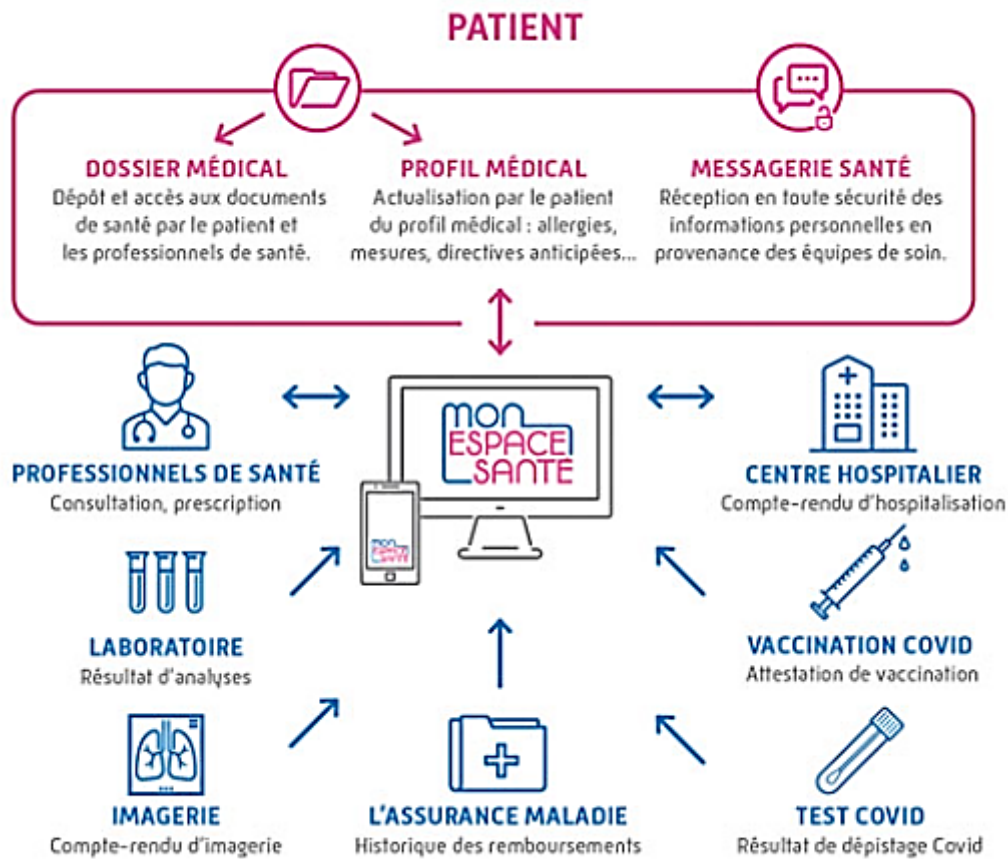 PATIENT
DOSSIER MÉDICAL
Dépôt et accès aux documents
de santé par le patient et
les professionnels de santé.
PROFIL MÉDICAL
Actualisation par le patient
du profil médical : allergies,
mesures, directives anticipées...
MESSAGERIE SANTÉ
Réception en toute sécurité des
informations personnelles en
provenance des équipes de soin.
mon
ESPACE
SANTÉ
mon
ESPACE
SANTÉ
PROFESSIONNELS DE SANTÉ
Consultation, prescription
CENTRE HOSPITALIER
Compte-rendu d'hospitalisation
LABORATOIRE
Résultat d'analyses
VACCINATION COVID
Attestation de vaccination
IMAGERIE
Compte-rendu d'imagerie
L'ASSURANCE MALADIE
Historique des remboursements
TEST COVID
Résultat de dépistage Covid